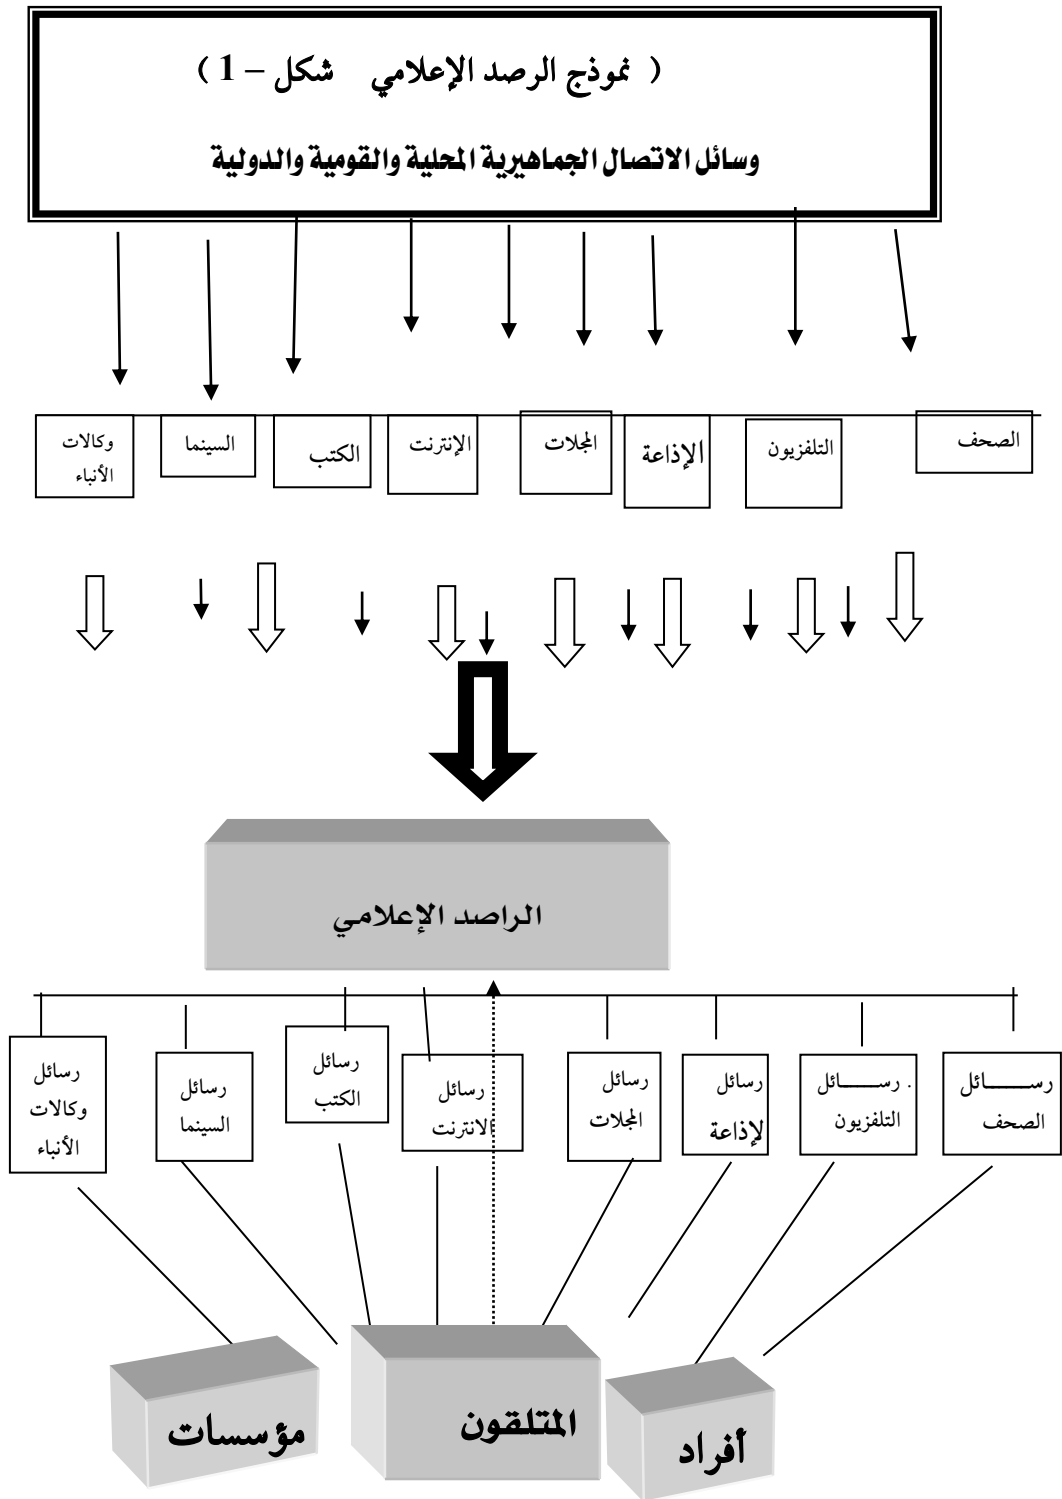 ( نموذج الرصد الإعلامي شكل – 1 )
وسائل الاتصال الجماهيرية المحلية والقومية والدولية
الصحف
التلفزيون
الإذاعة
المجلات
الإنترنت
الكتب
السينما
وكالات
الأنباء
الراصد الإعلامي
رســـــائل
الصحف
. رســـــائل
التلفزيون
رسائل
لإذاعة
رسائل
المجلات
رسائل
الانترنت
رسائل
الكتب
رسائل
السينما
رسائل
وكالات
الأنباء
أفراد
المتلقون
مؤسسات